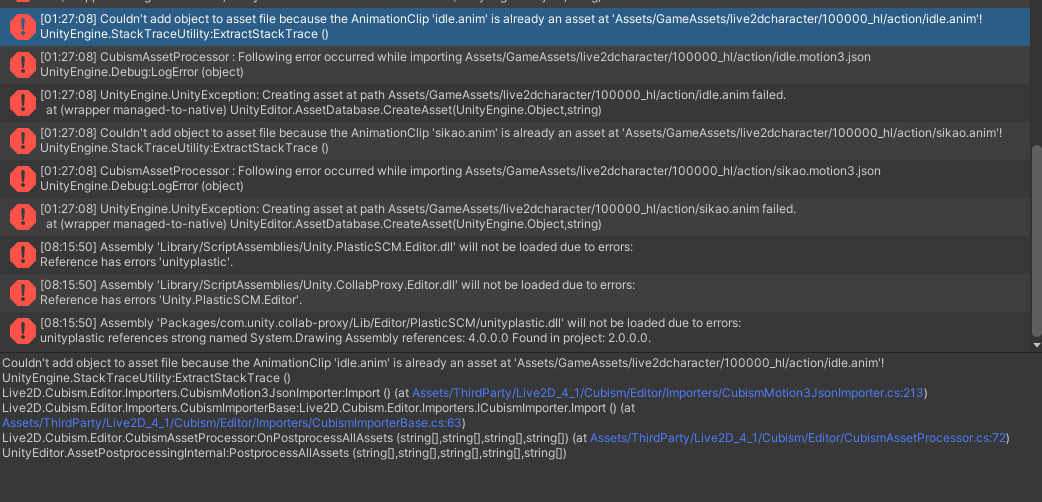 [01:27:08] Couldn't add object to asset file because the AnimationClip 'idle.anim' is already an asset at 'Assets/GameAssets/live2dcharacter/100000_hl/action/idle.anim'!
UnityEngine.StackTraceUtility:ExtractStackTrace ()
[01:27:08] CubismAssetProcessor : Following error occurred while importing Assets/GameAssets/live2dcharacter/100000_hl/action/idle.motion3.json
UnityEngine.Debug:LogError (object)
[01:27:08] UnityEngine.UnityException: Creating asset at path Assets/GameAssets/live2dcharacter/100000_hl/action/idle.anim failed.
at (wrapper managed-to-native) UnityEditor.AssetDatabase.CreateAsset(UnityEngine.Object,string)
[01:27:08] Couldn't add object to asset file because the AnimationClip 'sikao.anim' is already an asset at 'Assets/GameAssets/live2dcharacter/100000_hl/action/sikao.anim'!
UnityEngine.StackTraceUtility:ExtractStackTrace ()
[01:27:08] CubismAssetProcessor : Following error occurred while importing Assets/GameAssets/live2dcharacter/100000_hl/action/sikao.motion3.json
UnityEngine.Debug:LogError (object)
[01:27:08] UnityEngine.UnityException: Creating asset at path Assets/GameAssets/live2dcharacter/100000_hl/action/sikao.anim failed.
at (wrapper managed-to-native) UnityEditor.AssetDatabase.CreateAsset(UnityEngine.Object,string)
[08:15:50] Assembly 'Library/ScriptAssemblies/Unity.PlasticSCM.Editor.dll' will not be loaded due to errors:
Reference has errors 'unityplastic'.
[08:15:50] Assembly 'Library/ScriptAssemblies/Unity.CollabProxy.Editor.dll' will not be loaded due to errors:
Reference has errors 'Unity.PlasticSCM.Editor'.
[08:15:50] Assembly 'Packages/com.unity.collab-proxy/Lib/Editor/PlasticSCM/unityplastic.dll' will not be loaded due to errors:
unityplastic references strong named System.Drawing Assembly references: 4.0.0.0 Found in project: 2.0.0.0.
Couldn't add object to asset file because the AnimationClip 'idle.anim' is already an asset at 'Assets/GameAssets/live2dcharacter/100000_hl/action/idle.anim'!
UnityEngine.StackTraceUtility:ExtractStackTrace ()
Live2D.Cubism.Editor.Importers.CubismMotion3JsonImporter:Import () (at Assets/ThirdParty/Live2D_4_1/Cubism/Editor/Importers/CubismMotion3JsonImporter.cs:213)
Live2D.Cubism.Editor.Importers.CubismImporterBase:Live2D.Cubism.Editor.Importers.ICubismImporter.Import () (at
Assets/ThirdParty/Live2D_4_1/Cubism/Editor/Importers/CubismImporterBase.cs:63)
Live2D.Cubism.Editor.CubismAssetProcessor:OnPostprocessAllAssets (string[],string[],string[],string[]) (at Assets/ThirdParty/Live2D_4_1/Cubism/Editor/CubismAssetProcessor.cs:72)
UnityEditor.AssetPostprocessingInternal:PostprocessAllAssets (string[],string[],string[],string[],string[])